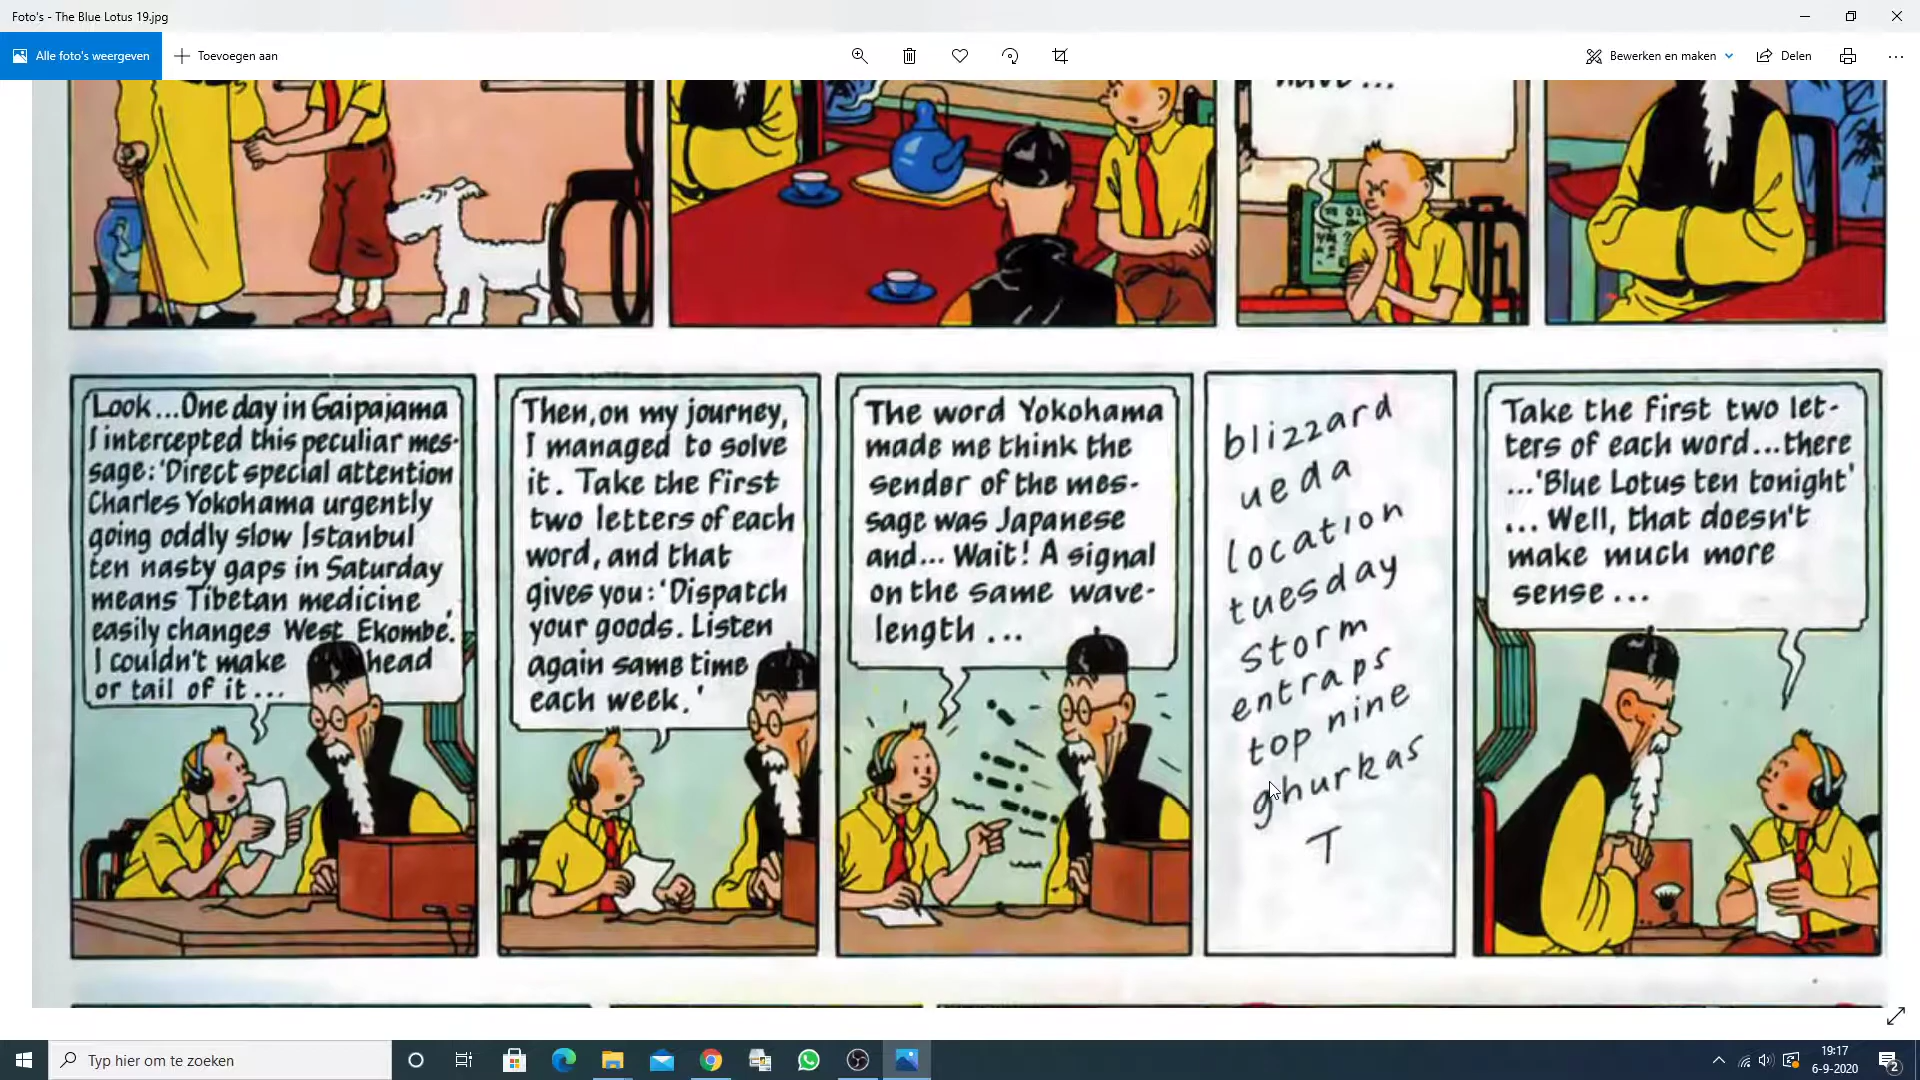 Foto's - The Blue Lotus 19.jpg
Alle foto's weergeven
Toevoegen aan
Bewerken en maken
Delen
Look...One day in Gaipajama
I intercepted this peculiar mes-
sage:'Direct special attention
Charles Yokohama urgently
going oddly slow Istanbul
ten nasty gaps in Saturday
means Tibetan medicine
easily changes West Ekombe'.
I couldn't make head
or tail of it...
Then, on my journey,
I managed to solve
it. Take the first
two letters of each
word, and that
gives you:'Dispatch
your goods. Listen
again same time
each week.'
The word Yokohama
made me think the
sender of the mes-
sage was Japanese
and... Wait! A signal
on the same wave-
length...
blizzard
ueda
location
tuesday
storm
entraps
top nine
ghurkas
T
Take the first two let-
ters of each word...there
...'Blue Lotus ten tonight'
... Well, that doesn't
make much more
sense...
Typ hier om te zoeken
19:17
6-9-2020
2